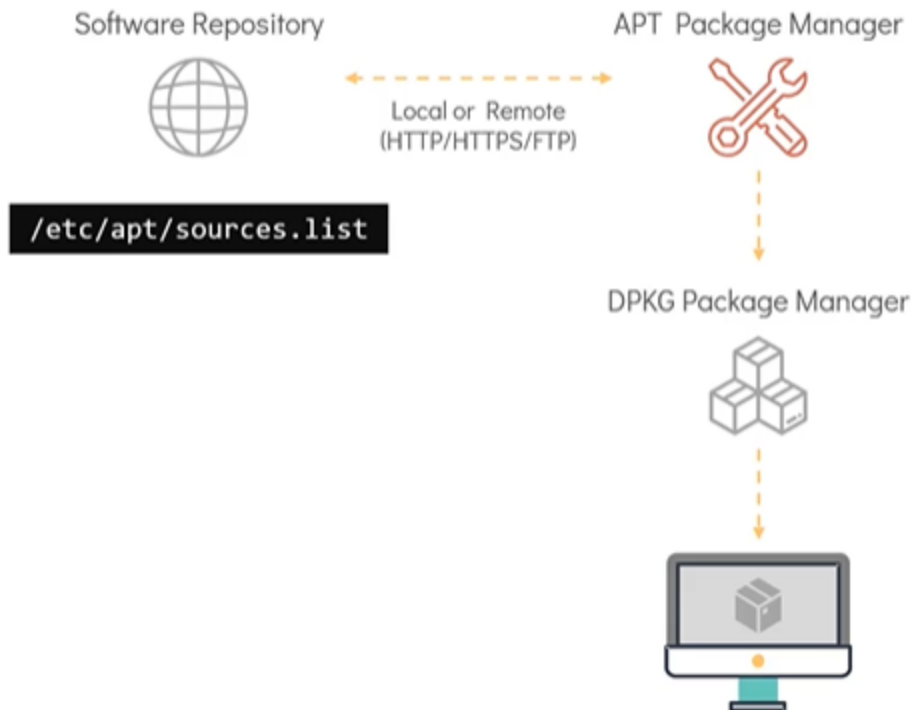 Software Repository
APT Package Manager
Local or Remote
(HTTP/HTTPS/FTP)
/etc/apt/sources.list
DPKG Package Manager